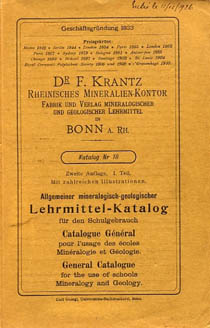 Geschäftsgründung 1833
DR F. KRANTZ
RHEINISCHES MINERALIEN-KONTOR
FABRIK UND VERLAG MINERALOGISCHER
UND GEOLOGISCHER LEHRMITTEL
IN
BONN A. RH.
Katalog Nr 18
Zweite Auflage, 1. Teil.
Mit zahlreichen Illustrationen.
Allgemeiner mineralogisch-geologischer
Lehrmittel-Katalog
für den Schulgebrauch
Catalogue Général
pour l'usage des écoles
Minéralogie et Géologie.
General Catalogue
for the use of schools
Mineralogy and Geology.